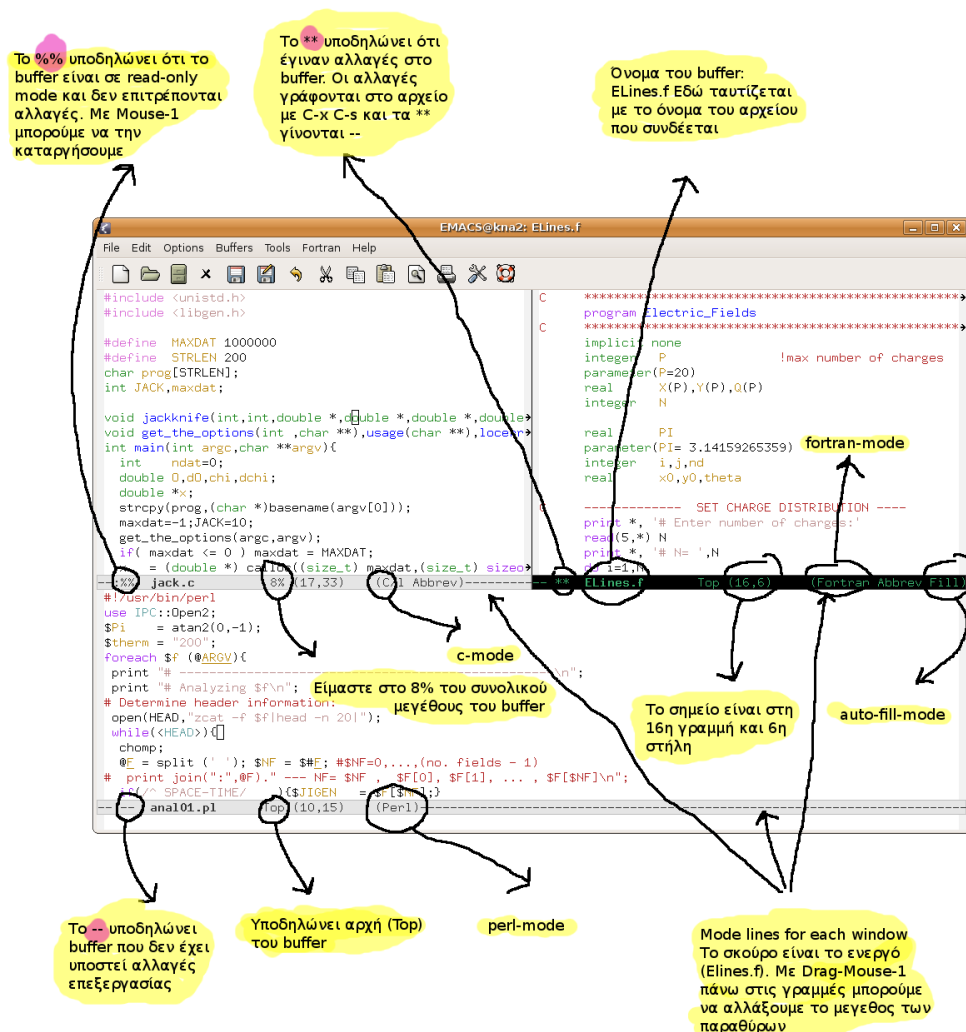 Το %% υποδηλώνει ότι το
buffer είναι σε read-only
mode και δεν επιτρέπονται
αλλαγές. Με Mouse-1
μπορούμε να την
καταργήσουμε
Το ** υποδηλώνει ότι
έγιναν αλλαγές στο
buffer. Οι αλλαγές
γράφονται στο αρχείο
με C-x C-s και τα **
γίνονται --
Όνομα του buffer:
ELines.f Εδώ ταυτίζεται
με το όνομα του αρχείου
που συνδέεται
EMACS@kna2: ELines.f
File Edit Options Buffers Tools Fortran Help
#include <unistd.h>
#include <libgen.h>
#define MAXDAT 1000000
#define STRLEN 200
char prog[STRLEN];
int JACK,maxdat;
void jackknife(int,int,double *,double *,double *,double
void get_the_options(int ,char **),usage(char **),locerr
int main(int argc,char **argv){
int ndat=0;
double O,dO,chi,dchi;
double *x;
strcpy(prog,(char *)basename(argv[0]));
maxdat=-1;JACK=10;
get_the_options(argc,argv);
if( maxdat <= 0 ) maxdat = MAXDAT;
= (double *) calloc((size_t) maxdat,(size_t) sizeo
--:%% jack.c 8% (17,33) (C/l Abbrev)---------
C **************************************************
program Electric_Fields
C **************************************************
implicit none
integer P !max number of charges
parameter(P=20)
real X(P),Y(P),Q(P)
integer N
real PI
parameter(PI= 3.14159265359)
integer i,j,nd
real x0,y0,theta
C ------------- SET CHARGE DISTRIBUTION ----
print *, '# Enter number of charges:'
read(5,*) N
print *, '# N= ',N
do i=1,N
-- ** ELines.f Top (16,6) (Fortran Abbrev Fill)
fortran-mode
#!/usr/bin/perl
use IPC::Open2;
$Pi = atan2(0,-1);
$therm = "200";
foreach $f (@ARGV){
print "# --------------------------------------------------\n";
print "# Analyzing $f\n";
# Determine header information:
open(HEAD,"zcat -f $f|head -n 20|");
while(<HEAD>){
chomp;
@F = split (' '); $NF = $#F; #$NF=0,...,(no. fields - 1)
# print join(":",@F)." --- NF= $NF , $F[0], $F[1], ... , $F[$NF]\n";
if(/^ SPACE-TIME/ ){$JIGEN = $F[$NF];}
-- -- anal01.pl Top (10,15) (Perl)---------
c-mode
Είμαστε στο 8% του συνολικού
μεγέθους του buffer
Το σημείο είναι στη
16η γραμμή και 6η
στήλη
auto-fill-mode
Το -- υποδηλώνει
buffer που δεν έχει
υποστεί αλλαγές
επεξεργασίας
Υποδηλώνει αρχή (Top)
του buffer
perl-mode
Mode lines for each window
Το σκούρο είναι το ενεργό
(Elines.f). Με Drag-Mouse-1
πάνω στις γραμμές μπορούμε
να αλλάξουμε το μεγεθος των
παραθύρων